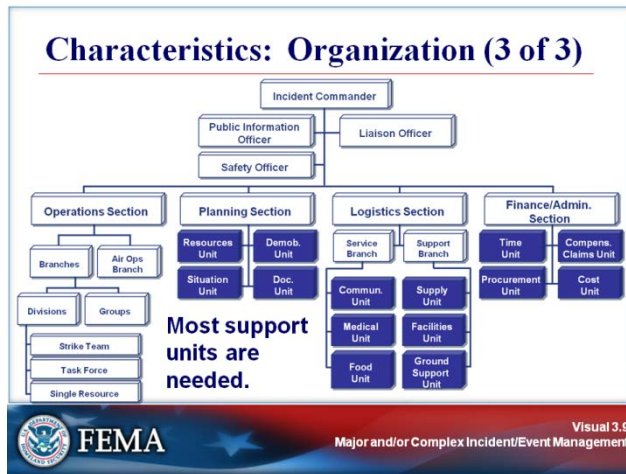 Characteristics: Organization (3 of 3)
Incident Commander
Public Information
Officer
Liaison Officer
Safety Officer
Operations Section
Planning Section
Logistics Section
Finance/Admin.
Section
Branches
Air Ops
Branch
Divisions
Groups
Strike Team
Task Force
Single Resource
Resources
Unit
Demob.
Unit
Situation
Unit
Doc.
Unit
Most support
units are
needed.
Service
Branch
Support
Branch
Commun.
Unit
Supply
Unit
Medical
Unit
Facilities
Unit
Food
Unit
Ground
Support
Unit
Time
Unit
Compens.
Claims Unit
Procurement
Unit
Cost
Unit
FEMA
Visual 3.9
Major and/or Complex Incident/Event Management